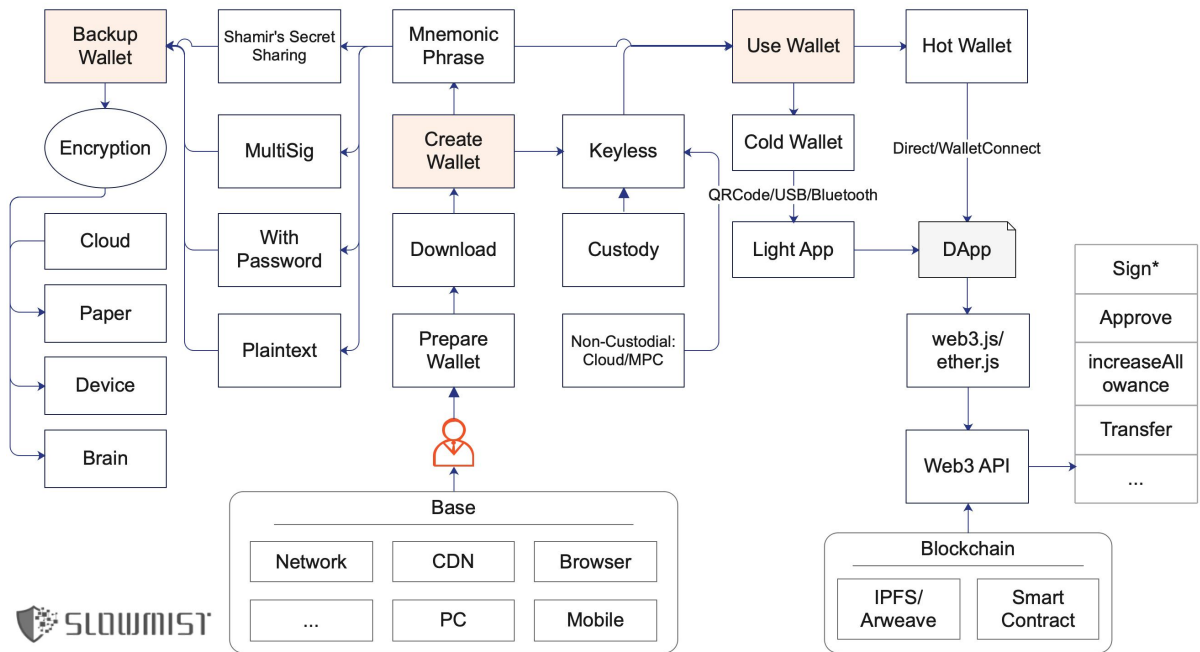 Backup
Wallet
Shamir's Secret
Sharing
Mnemonic
Phrase
Use Wallet
Hot Wallet
Encryption
MultiSig
Create
Wallet
Keyless
Cold Wallet
Direct/WalletConnect
QRCode/USB/Bluetooth
Cloud
With
Password
Download
Custody
Light App
DApp
Sign*
Paper
Plaintext
Prepare
Wallet
Non-Custodial:
Cloud/MPC
web3.js/
ether.js
Approve
increaseAll
owance
Device
Transfer
Brain
Web3 API
...
Base
Network
CDN
Browser
...
PC
Mobile
Blockchain
IPFS/
Arweave
Smart
Contract
SLOWMIST